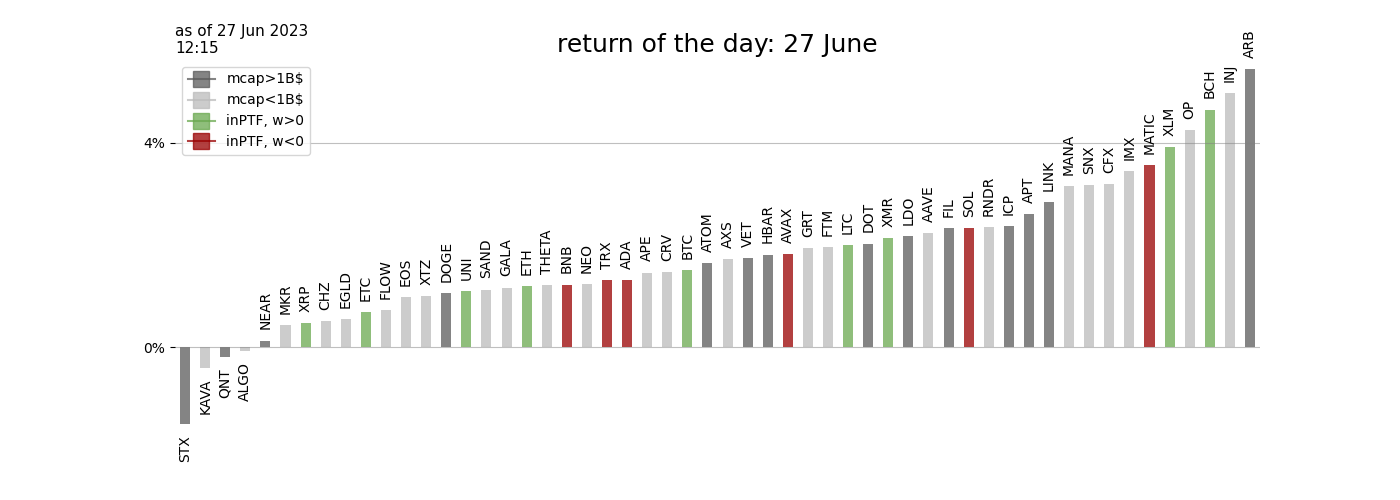 as of 27 Jun 2023
12:15
return of the day: 27 June
mcap>1B$
mcap<1B$
inPTF, w>0
inPTF, w<0
4%
0%
STX
KAVA
QNT
ALGO
NEAR
MKR
XRP
CHZ
EGLD
ETC
FLOW
EOS
XTZ
DOGE
UNI
SAND
GALA
ETH
THETA
BNB
NEO
TRX
ADA
APE
CRV
BTC
ATOM
AXS
VET
HBAR
AVAX
GRT
FTM
LTC
DOT
XMR
LDO
AAVE
FIL
SOL
RNDR
ICP
APT
LINK
MANA
SNX
CFX
IMX
MATIC
XLM
OP
BCH
INJ
ARB